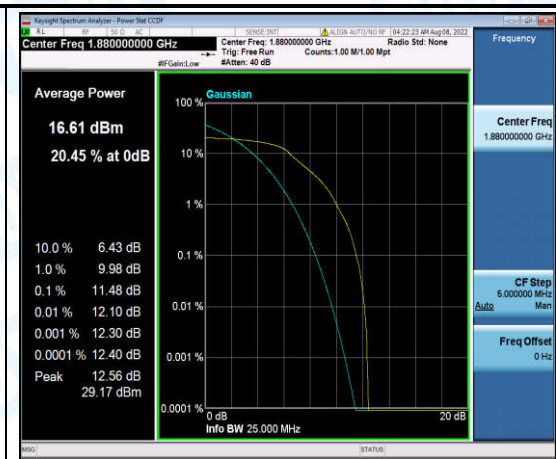 Keysight Spectrum Analyzer - Power Stat CCDF
RL RF 50 Ω AC SENSE:INT ALIGN AUTO/NO RF 04:22:23 AM Aug 08, 2022
Center Freq 1.880000000 GHz
Center Freq: 1.880000000 GHz Radio Std: None
Trig: Free Run Counts:1.00 M/1.00 Mpt
#IFGain:Low #Atten: 40 dB
Frequency
Average Power
16.61 dBm
20.45 % at 0dB
10.0 % 6.43 dB
1.0 % 9.98 dB
0.1 % 11.48 dB
0.01 % 12.10 dB
0.001 % 12.30 dB
0.0001 % 12.40 dB
Peak 12.56 dB
29.17 dBm
Gaussian
100 %
10 %
1 %
0.1 %
0.01 %
0.001 %
0.0001 %
0 dB 20 dB
Info BW 25.000 MHz
Center Freq
1.880000000 GHz
CF Step
5.000000 MHz
Auto Man
Freq Offset
0 Hz
MSG STATUS